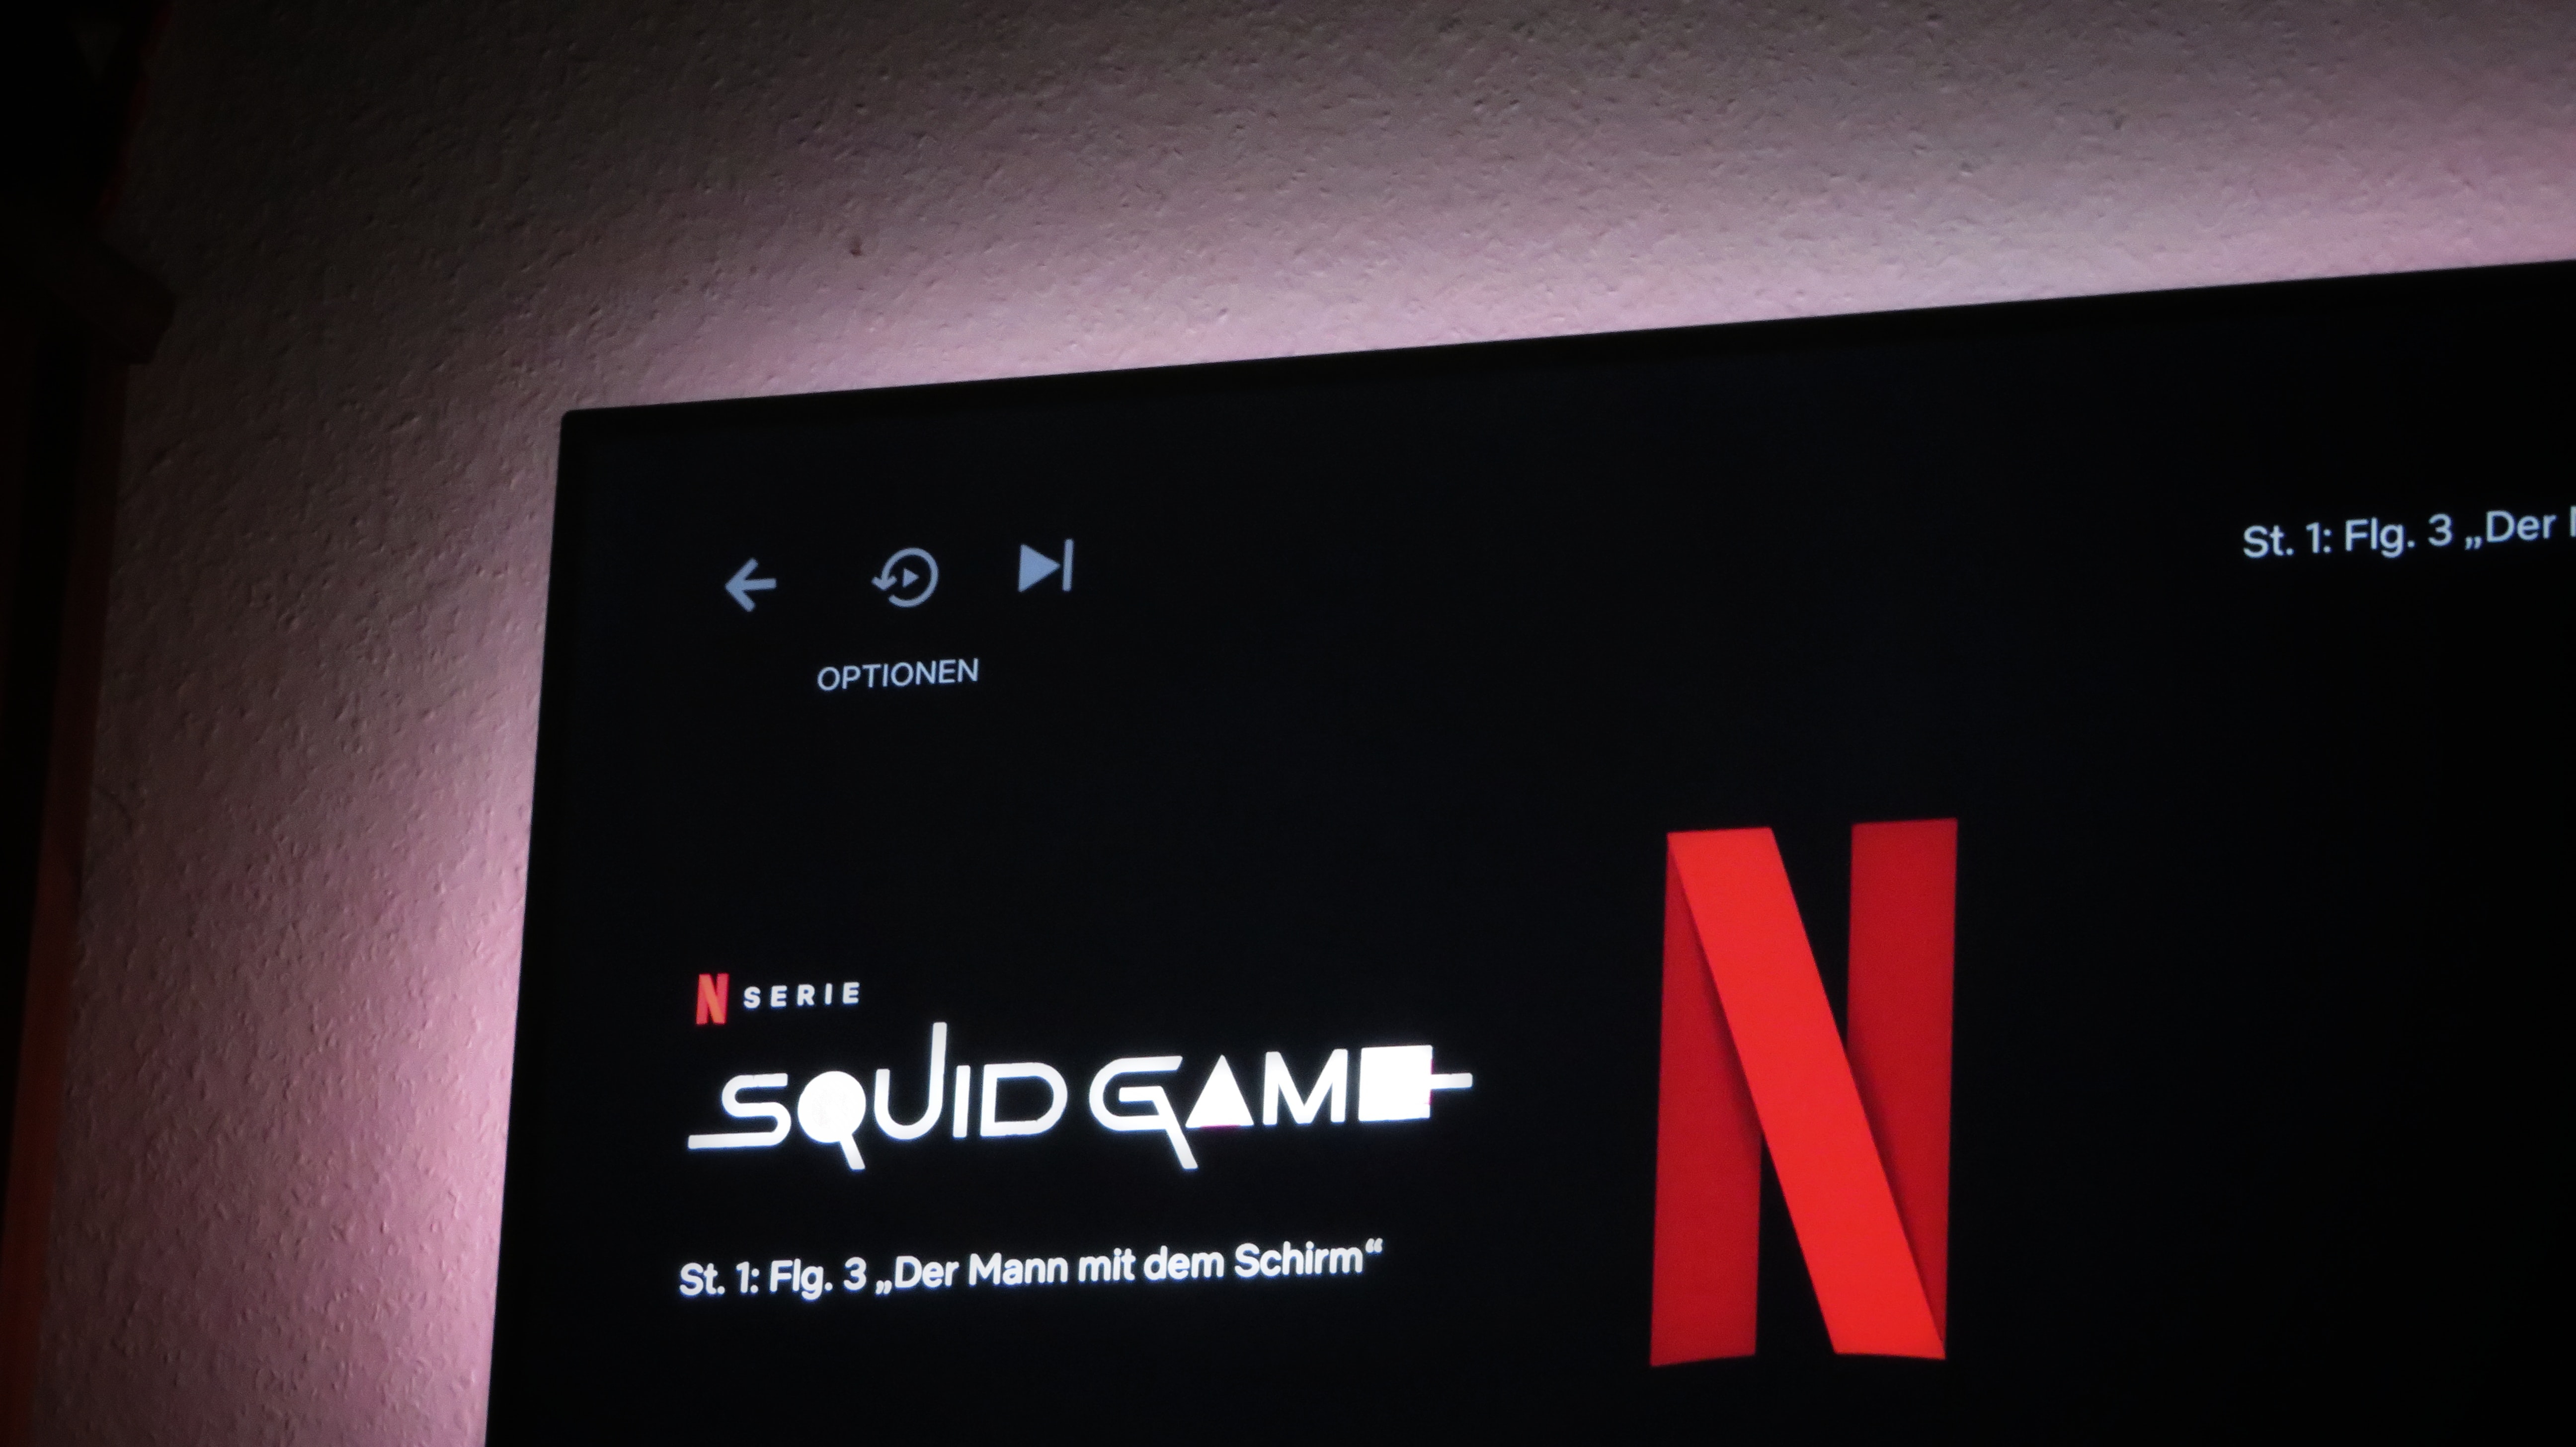 St. 1: Flg. 3 „Der
OPTIONEN
N SERIE
SQUID GAME
St. 1: Flg. 3 „Der Mann mit dem Schirm“
N